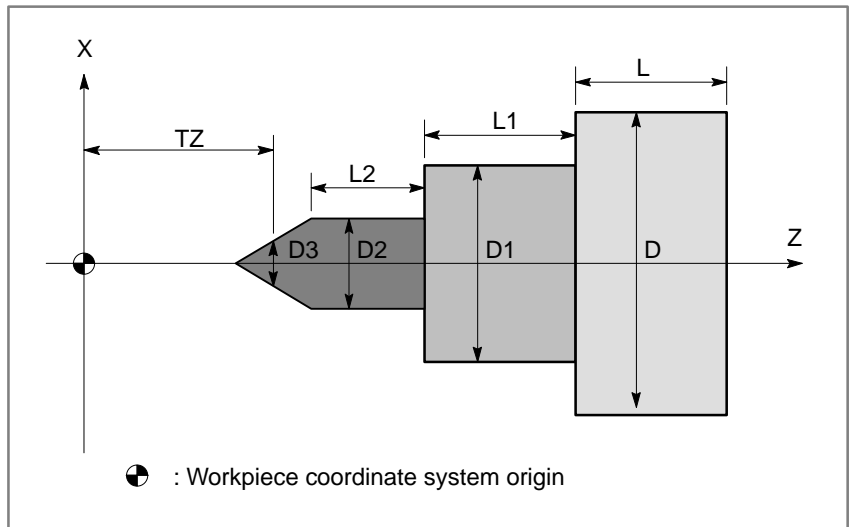 X
L
L1
TZ
L2
Z
D3
D2
D1
D
: Workpiece coordinate system origin